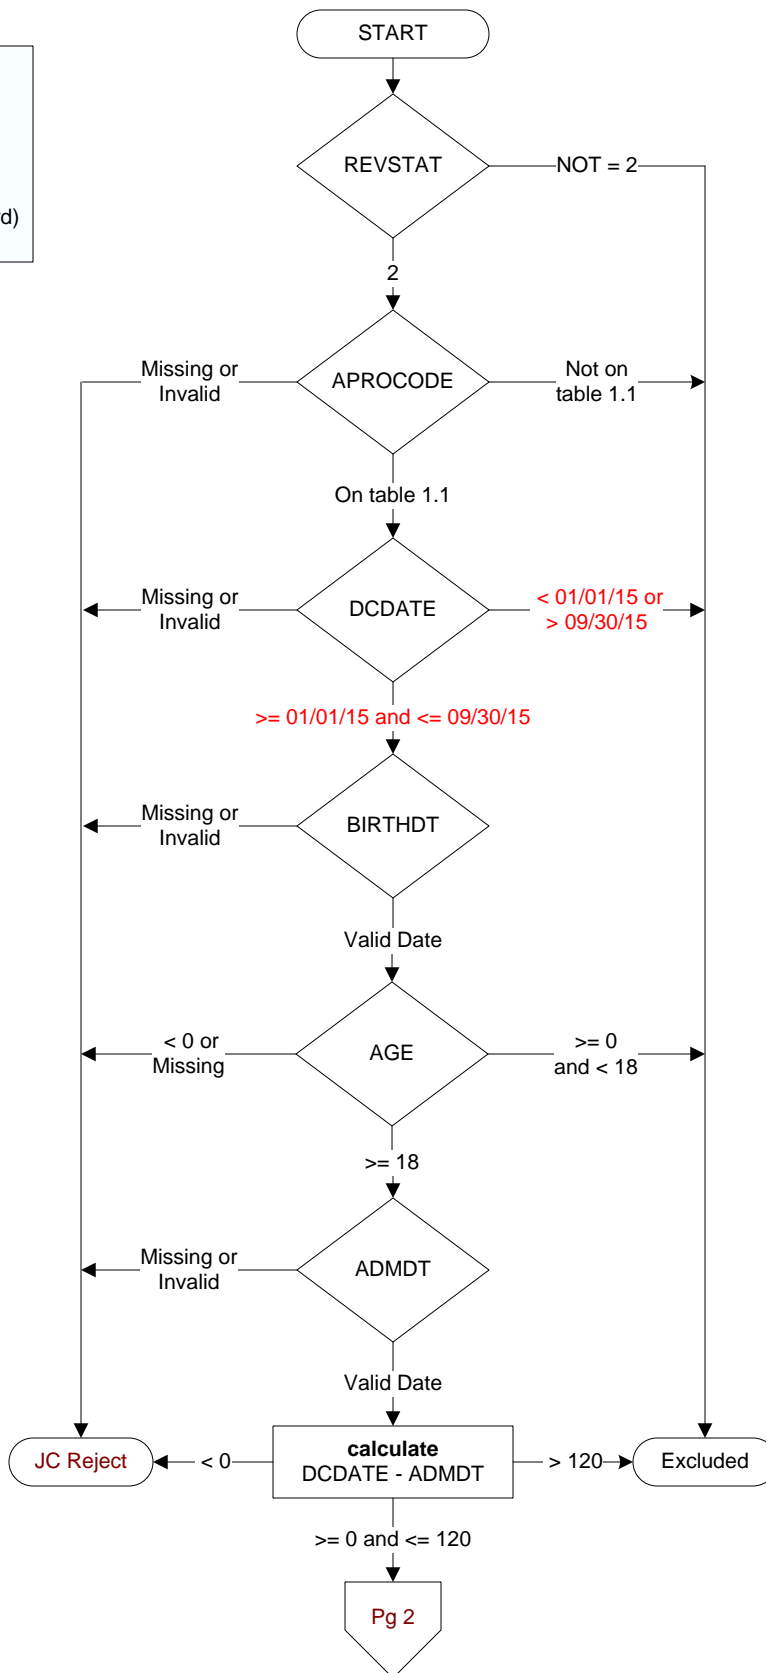 START
d)
REVSTAT
NOT = 2
2
Missing or
Invalid
APROCODE
Not on
table 1.1
On table 1.1
Missing or
Invalid
DCDATE
< 01/01/15 or
> 09/30/15
>= 01/01/15 and <= 09/30/15
Missing or
Invalid
BIRTHDT
Valid Date
< 0 or
Missing
AGE
>= 0
and < 18
>= 18
Missing or
Invalid
ADMDT
Valid Date
JC Reject
< 0
calculate
DCDATE - ADMDT
> 120
Excluded
>= 0 and <= 120
Pg 2